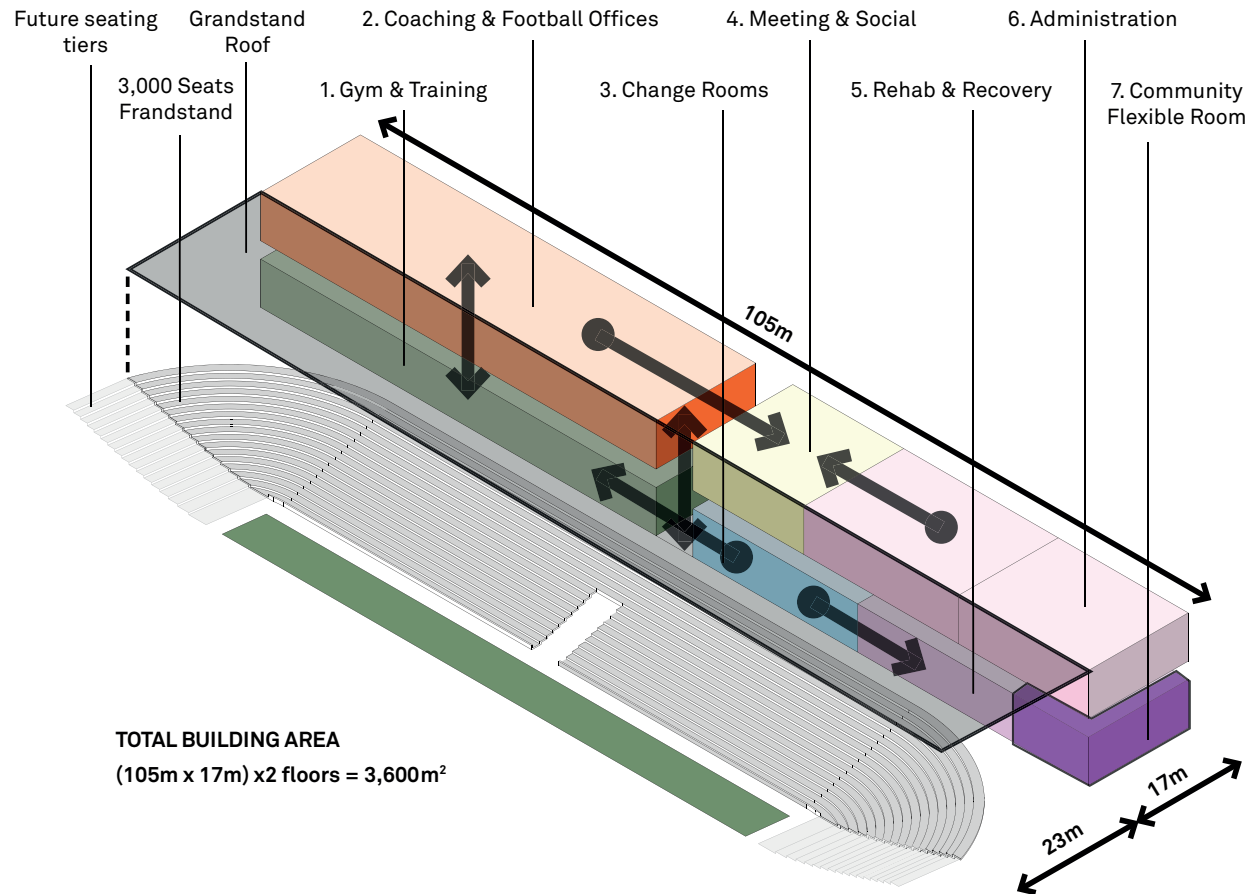 Future seating
tiers
Grandstand
Roof
2. Coaching & Football Offices
4. Meeting & Social
6. Administration
3,000 Seats
Frandstand
1. Gym & Training
3. Change Rooms
5. Rehab & Recovery
7. Community
Flexible Room
105m
TOTAL BUILDING AREA
(105m x 17m) x2 floors = 3,600m²
17m
23m